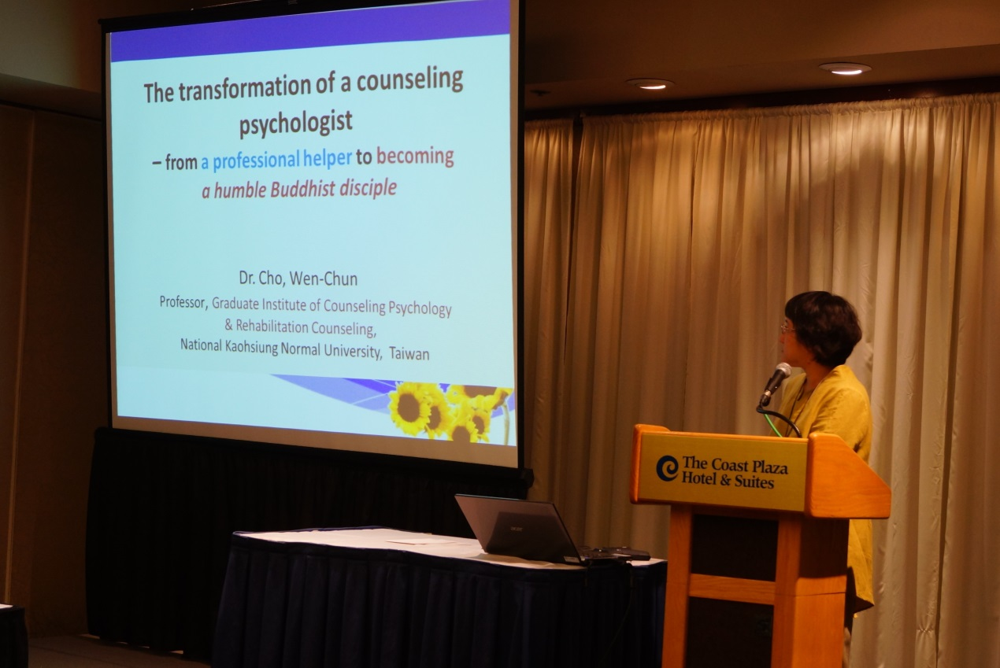 The transformation of a counseling
psychologist
– from a professional helper to becoming
a humble Buddhist disciple
Dr. Cho, Wen-Chun
Professor, Graduate Institute of Counseling Psychology
& Rehabilitation Counseling,
National Kaohsiung Normal University, Taiwan
The Coast Plaza
Hotel & Suites
acer